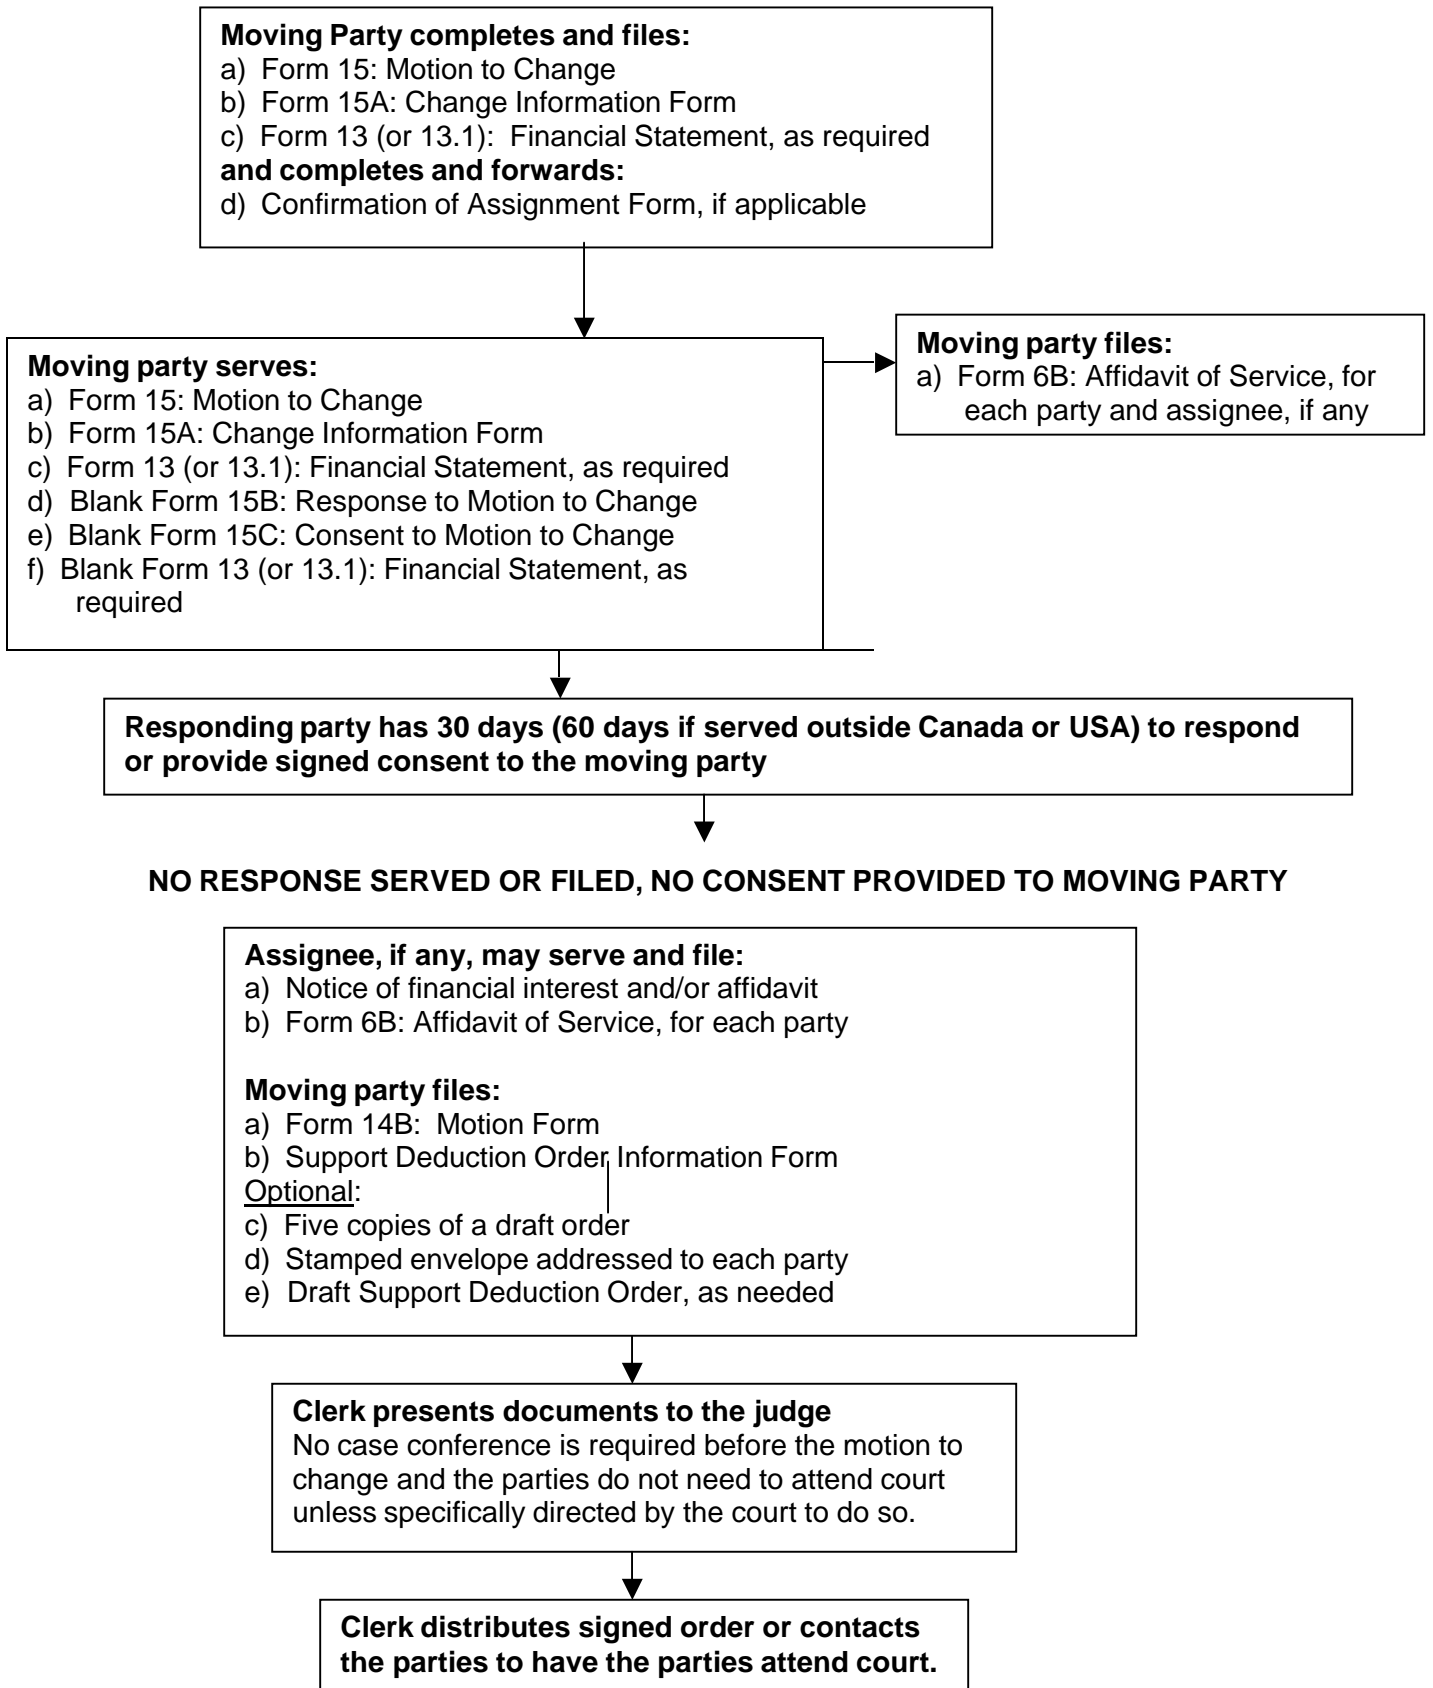 Moving Party completes and files:
a) Form 15: Motion to Change
b) Form 15A: Change Information Form
c) Form 13 (or 13.1): Financial Statement, as required
and completes and forwards:
d) Confirmation of Assignment Form, if applicable
Moving party serves:
a) Form 15: Motion to Change
b) Form 15A: Change Information Form
c) Form 13 (or 13.1): Financial Statement, as required
d) Blank Form 15B: Response to Motion to Change
e) Blank Form 15C: Consent to Motion to Change
f) Blank Form 13 (or 13.1): Financial Statement, as
required
Moving party files:
a) Form 6B: Affidavit of Service, for
each party and assignee, if any
Responding party has 30 days (60 days if served outside Canada or USA) to respond
or provide signed consent to the moving party
NO RESPONSE SERVED OR FILED, NO CONSENT PROVIDED TO MOVING PARTY
Assignee, if any, may serve and file:
a) Notice of financial interest and/or affidavit
b) Form 6B: Affidavit of Service, for each party
Moving party files:
a) Form 14B: Motion Form
b) Support Deduction Order Information Form
Optional:
c) Five copies of a draft order
d) Stamped envelope addressed to each party
e) Draft Support Deduction Order, as needed
Clerk presents documents to the judge
No case conference is required before the motion to
change and the parties do not need to attend court
unless specifically directed by the court to do so.
Clerk distributes signed order or contacts
the parties to have the parties attend court.